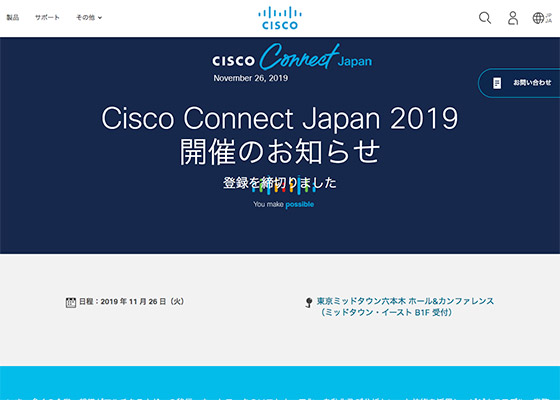 製品 サポート その他
CISCO
JP
JA
CISCO Connect Japan
November 26, 2019
お問い合わせ
Cisco Connect Japan 2019
開催のお知らせ
登録を締切りました
You make possible
日程：2019 年 11 月 26 日（火）
東京ミッドタウン六本木 ホール&カンファレンス
（ミッドタウン・イースト B1F 受付）